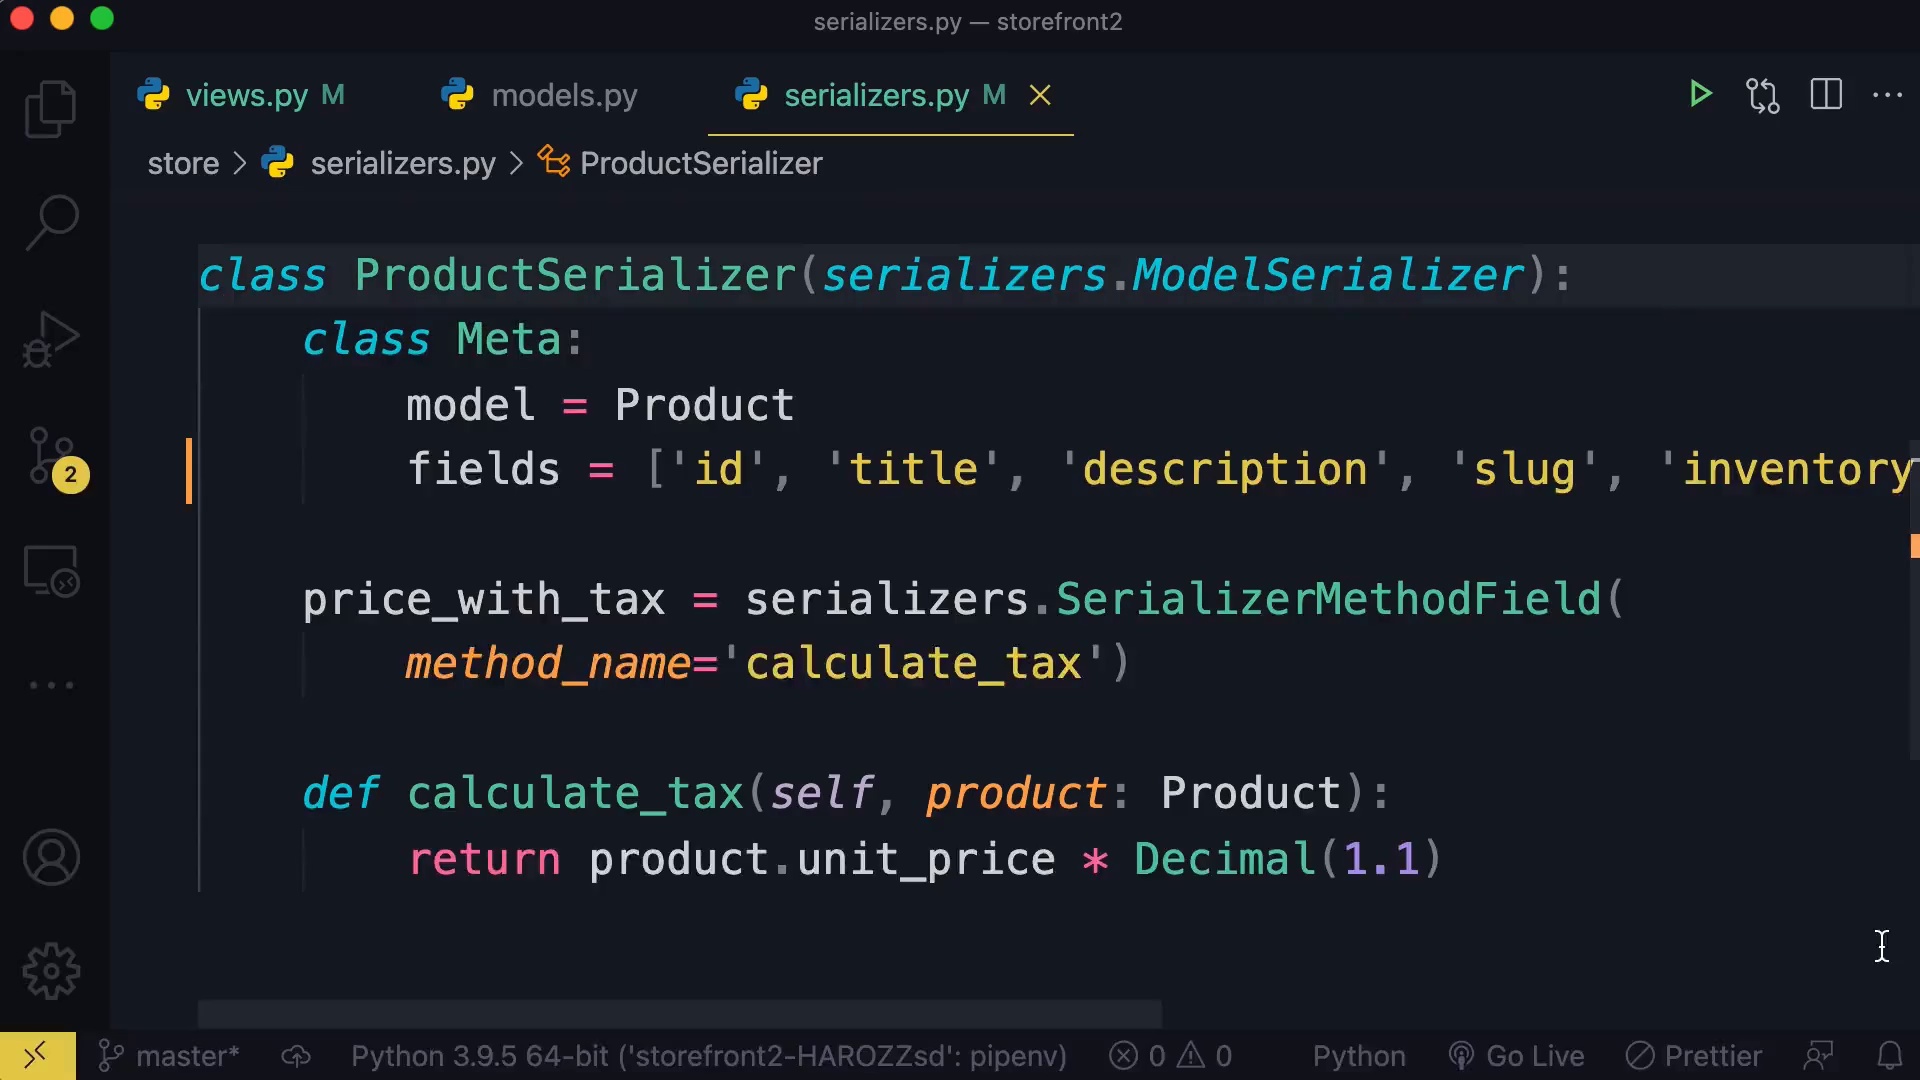 serializers.py — storefront2
views.py M models.py serializers.py M
store > serializers.py > ProductSerializer
class ProductSerializer(serializers.ModelSerializer):
    class Meta:
        model = Product
        fields = ['id', 'title', 'description', 'slug', 'inventory
    price_with_tax = serializers.SerializerMethodField(
        method_name='calculate_tax')
    def calculate_tax(self, product: Product):
        return product.unit_price * Decimal(1.1)
2
master* Python 3.9.5 64-bit ('storefront2-HAROZZsd': pipenv) 0 0 Python Go Live Prettier